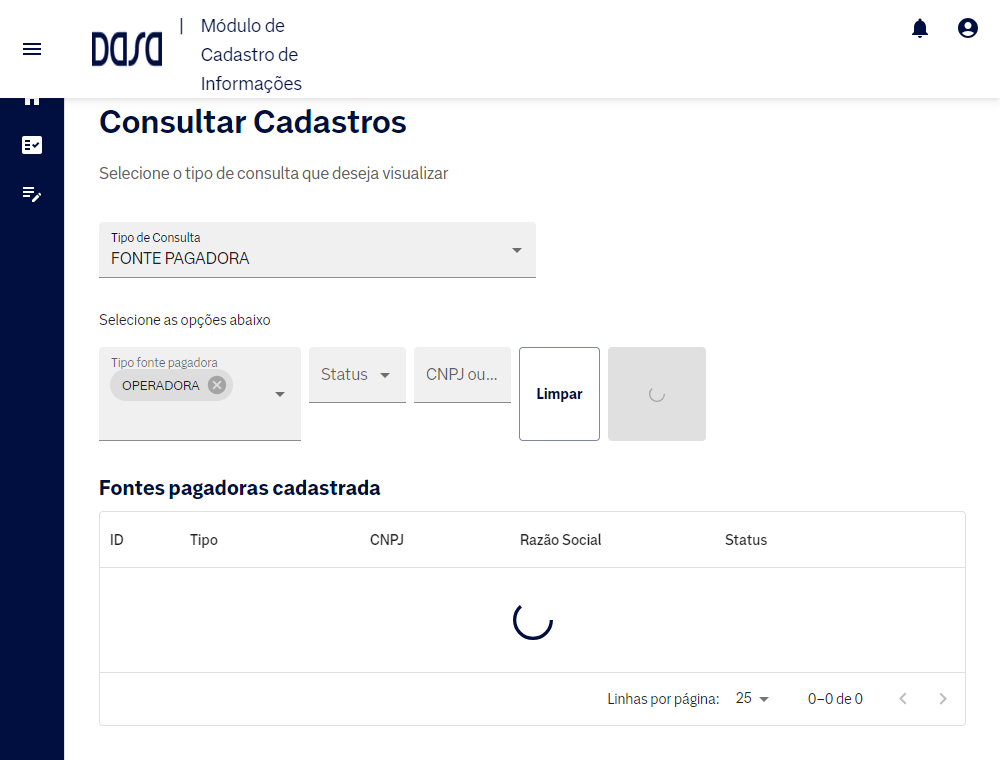 DASA | Módulo de
Cadastro de
Informações
Consultar Cadastros
Selecione o tipo de consulta que deseja visualizar
Tipo de Consulta
FONTE PAGADORA
Selecione as opções abaixo
Tipo fonte pagadora
OPERADORA
Status
CNPJ ou...
Limpar
Fontes pagadoras cadastrada
ID Tipo CNPJ Razão Social Status
Linhas por página: 25 0–0 de 0